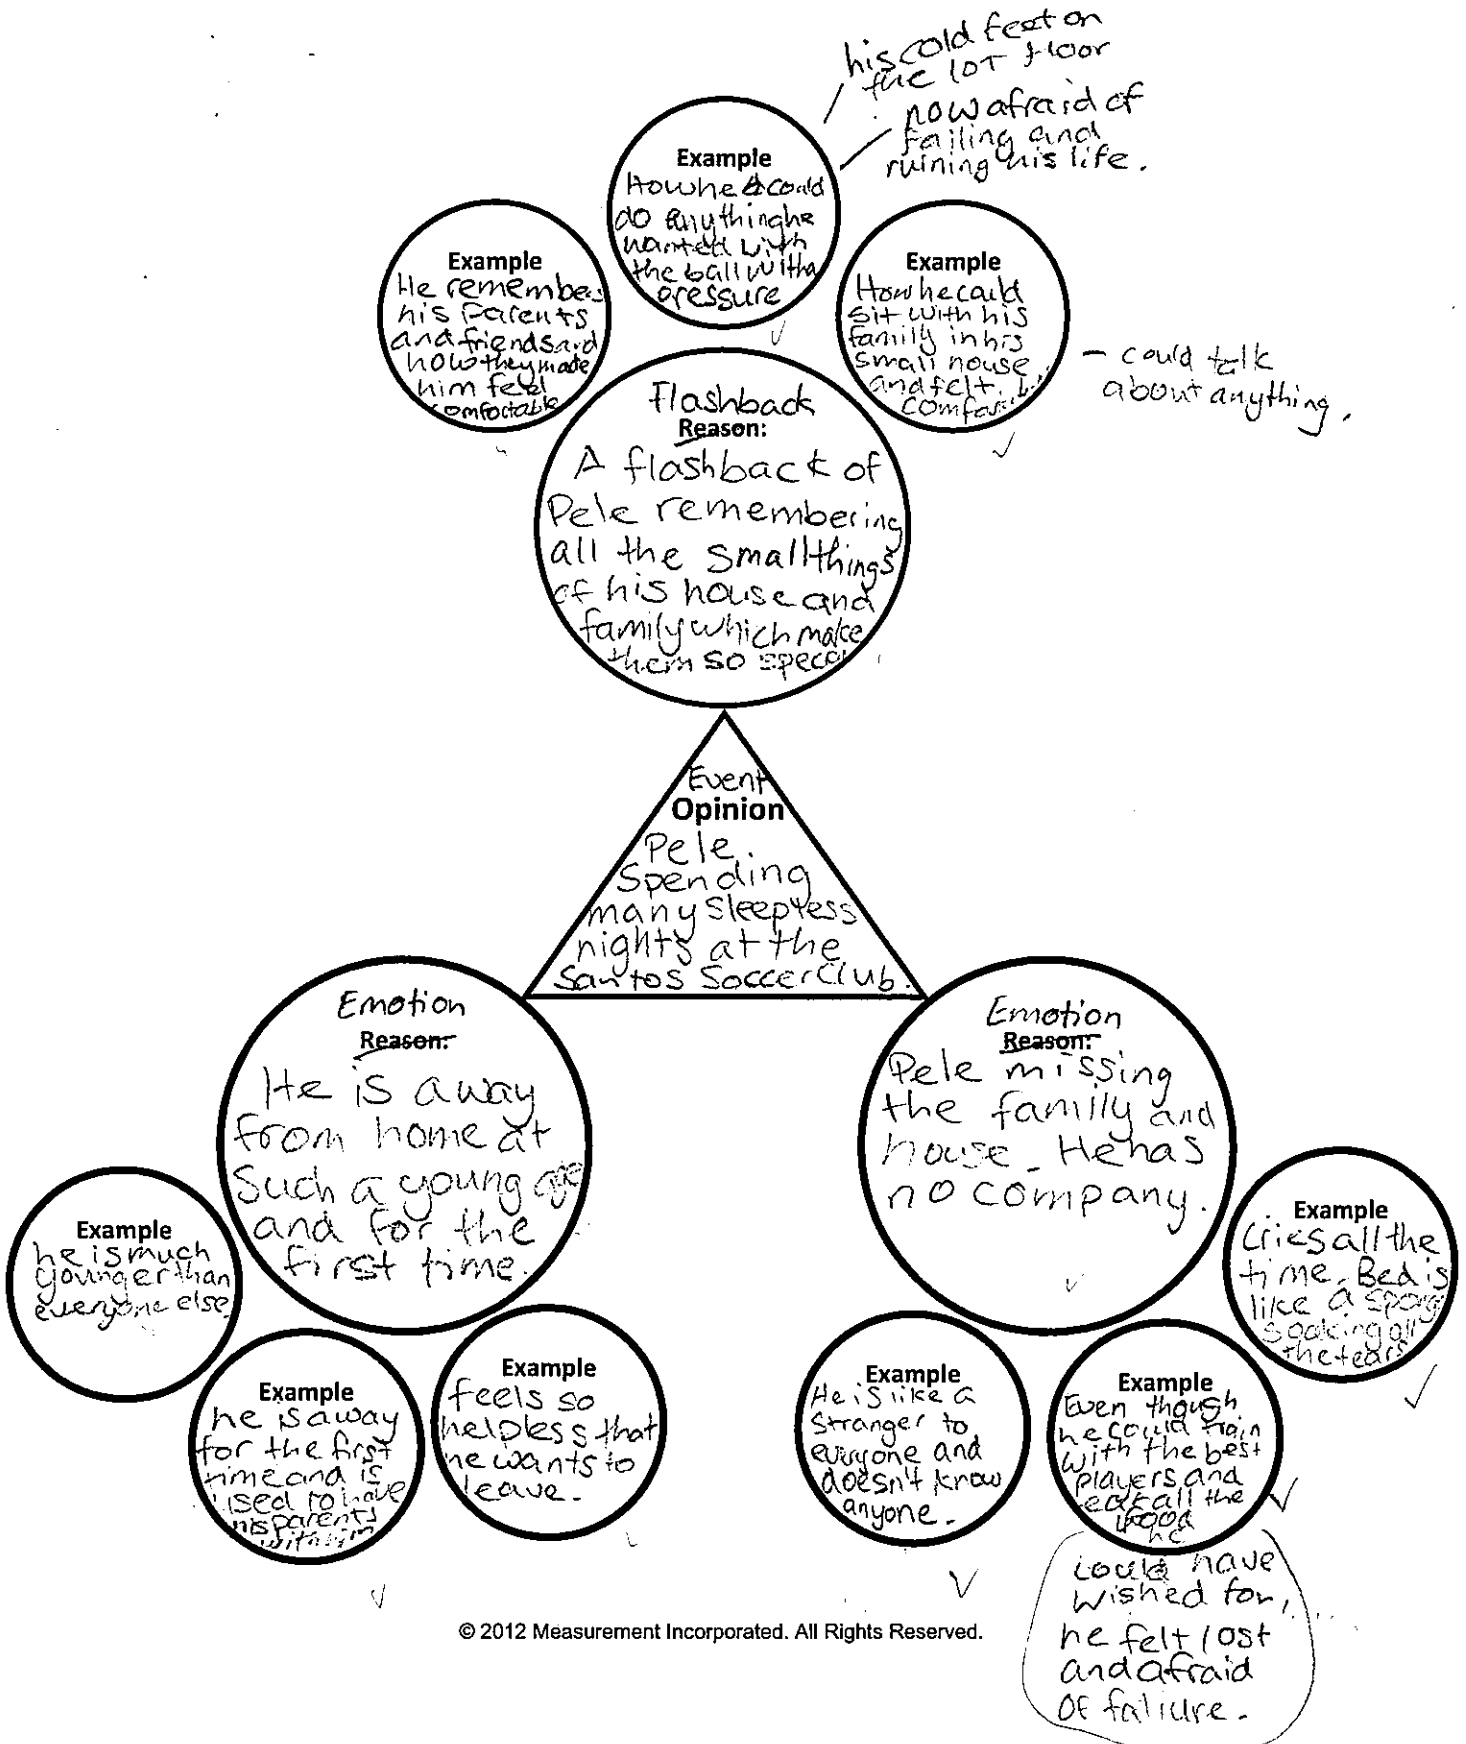 his cold feet on
the lot floor
now afraid of
failing and
ruining his life.
Example
How he could
do anything he
wanted with
the ball with
pressure
Example
He remembe
his parents
and friends and
how they made
him feel
comfortable
Example
How he could
sit with his
family in his
small house
and felt
- could talk
about anything.
Flashback
Reason:
A flashback of
Pele remembering
all the small things
of his house and
family which make
them so speca
Event
Opinion
Pele
spending
many sleepless
nights at the
Santos Soccer Club.
Emotion
Reason:
He is away
from home at
such a young age
and for the
first time.
Example
he is much
younger than
everyone else
Example
he is away
for the first
time and is
used to have
his parents
with him
Example
feels so
helpless that
he wants to
leave.
Emotion
Reason:
Pele missing
the family and
house. He has
no company.
Example
He is like a
stranger to
everyone and
doesn't know
anyone.
Example
Even though
he could train
with the best
players and
eat all the
food
he
could have
wished for,
he felt lost
and afraid
of faliure.
Example
Cries all the
time. Bed is
like a spong
soaking all
the tears
© 2012 Measurement Incorporated. All Rights Reserved.